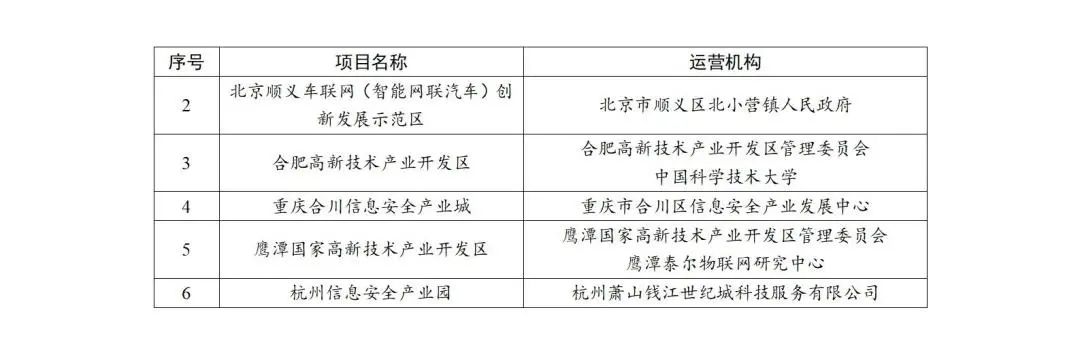 序号 项目名称 运营机构
2 北京顺义车联网（智能网联汽车）创
新发展示范区 北京市顺义区北小营镇人民政府
3 合肥高新技术产业开发区 合肥高新技术产业开发区管理委员会
中国科学技术大学
4 重庆合川信息安全产业城 重庆市合川区信息安全产业发展中心
5 鹰潭国家高新技术产业开发区 鹰潭国家高新技术产业开发区管理委员会
鹰潭泰尔物联网研究中心
6 杭州信息安全产业园 杭州萧山钱江世纪城科技服务有限公司